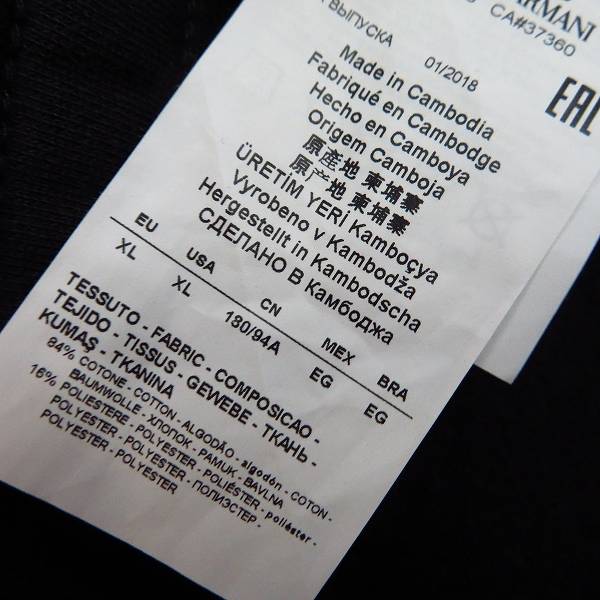 ARMANI
CA#37360
ВЫПУСКА 01/2018
EAC
Made in Cambodia
Fabriqué en Cambodge
Hecho en Camboya
Origem Camboja
原產地 柬埔寨
原产地 柬埔寨
ÜRETİM YERİ Kamboçya
Vyrobeno v Kambodža
Hergestellt in Kambodscha
СДЕЛАНО В Камбоджа
EU USA CN MEX BRA
XL XL 180/94A EG EG
TESSUTO - FABRIC - COMPOSICAO -
TEJIDO - TISSUS - GEWEBE - ТКАНЬ -
KUMAŞ - TKANINA
84% COTONE - COTTON - ALGODÃO - algodón - COTON -
BAUMWOLLE - ХЛОПОК - PAMUK - BAVLNA
16% POLIESTERE - POLYESTER - POLIÉSTER - poliéster -
POLYESTER - POLYESTER - ПОЛИЭСТЕР -
POLYESTER - POLYESTER